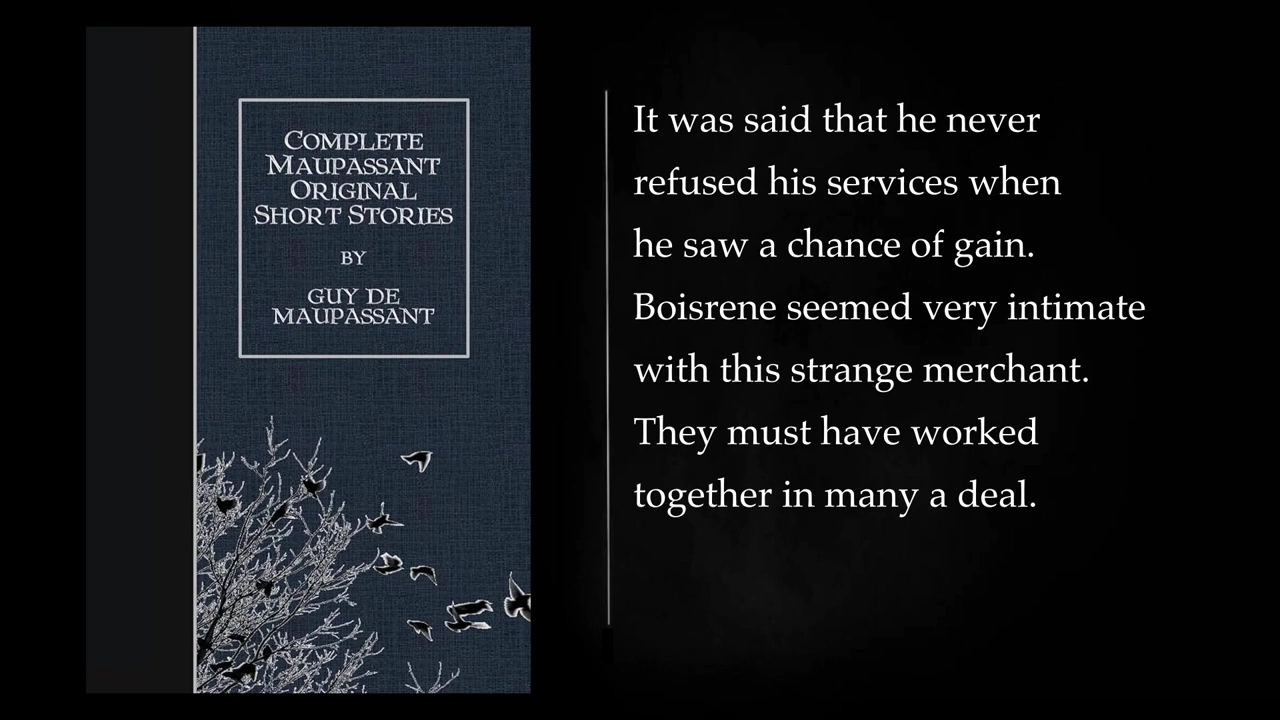 COMPLETE
MAUPASSANT
ORIGINAL
SHORT STORIES
BY
GUY DE
MAUPASSANT
It was said that he never
refused his services when
he saw a chance of gain.
Boisrene seemed very intimate
with this strange merchant.
They must have worked
together in many a deal.